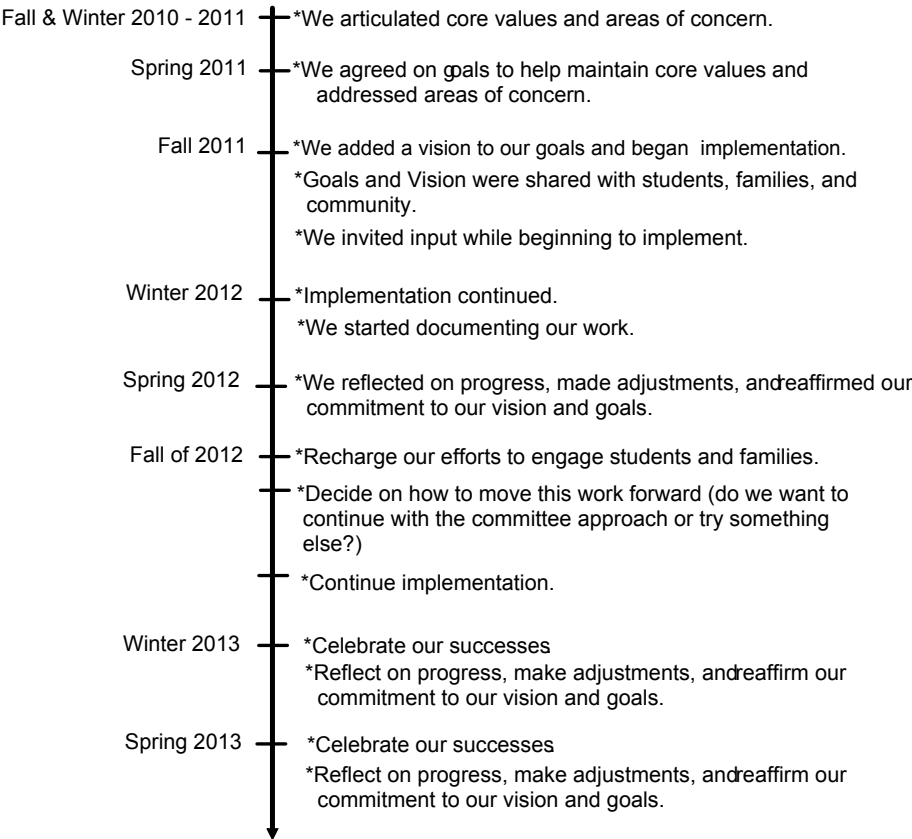 Fall & Winter 2010 - 2011 *We articulated core values and areas of concern.
Spring 2011 *We agreed on goals to help maintain core values and
addressed areas of concern.
Fall 2011 *We added a vision to our goals and began implementation.
*Goals and Vision were shared with students, families, and
community.
*We invited input while beginning to implement.
Winter 2012 *Implementation continued.
*We started documenting our work.
Spring 2012 *We reflected on progress, made adjustments, andreaffirmed our
commitment to our vision and goals.
Fall of 2012 *Recharge our efforts to engage students and families.
*Decide on how to move this work forward (do we want to
continue with the committee approach or try something
else?)
*Continue implementation.
Winter 2013 *Celebrate our successes.
*Reflect on progress, make adjustments, andreaffirm our
commitment to our vision and goals.
Spring 2013 *Celebrate our successes.
*Reflect on progress, make adjustments, andreaffirm our
commitment to our vision and goals.